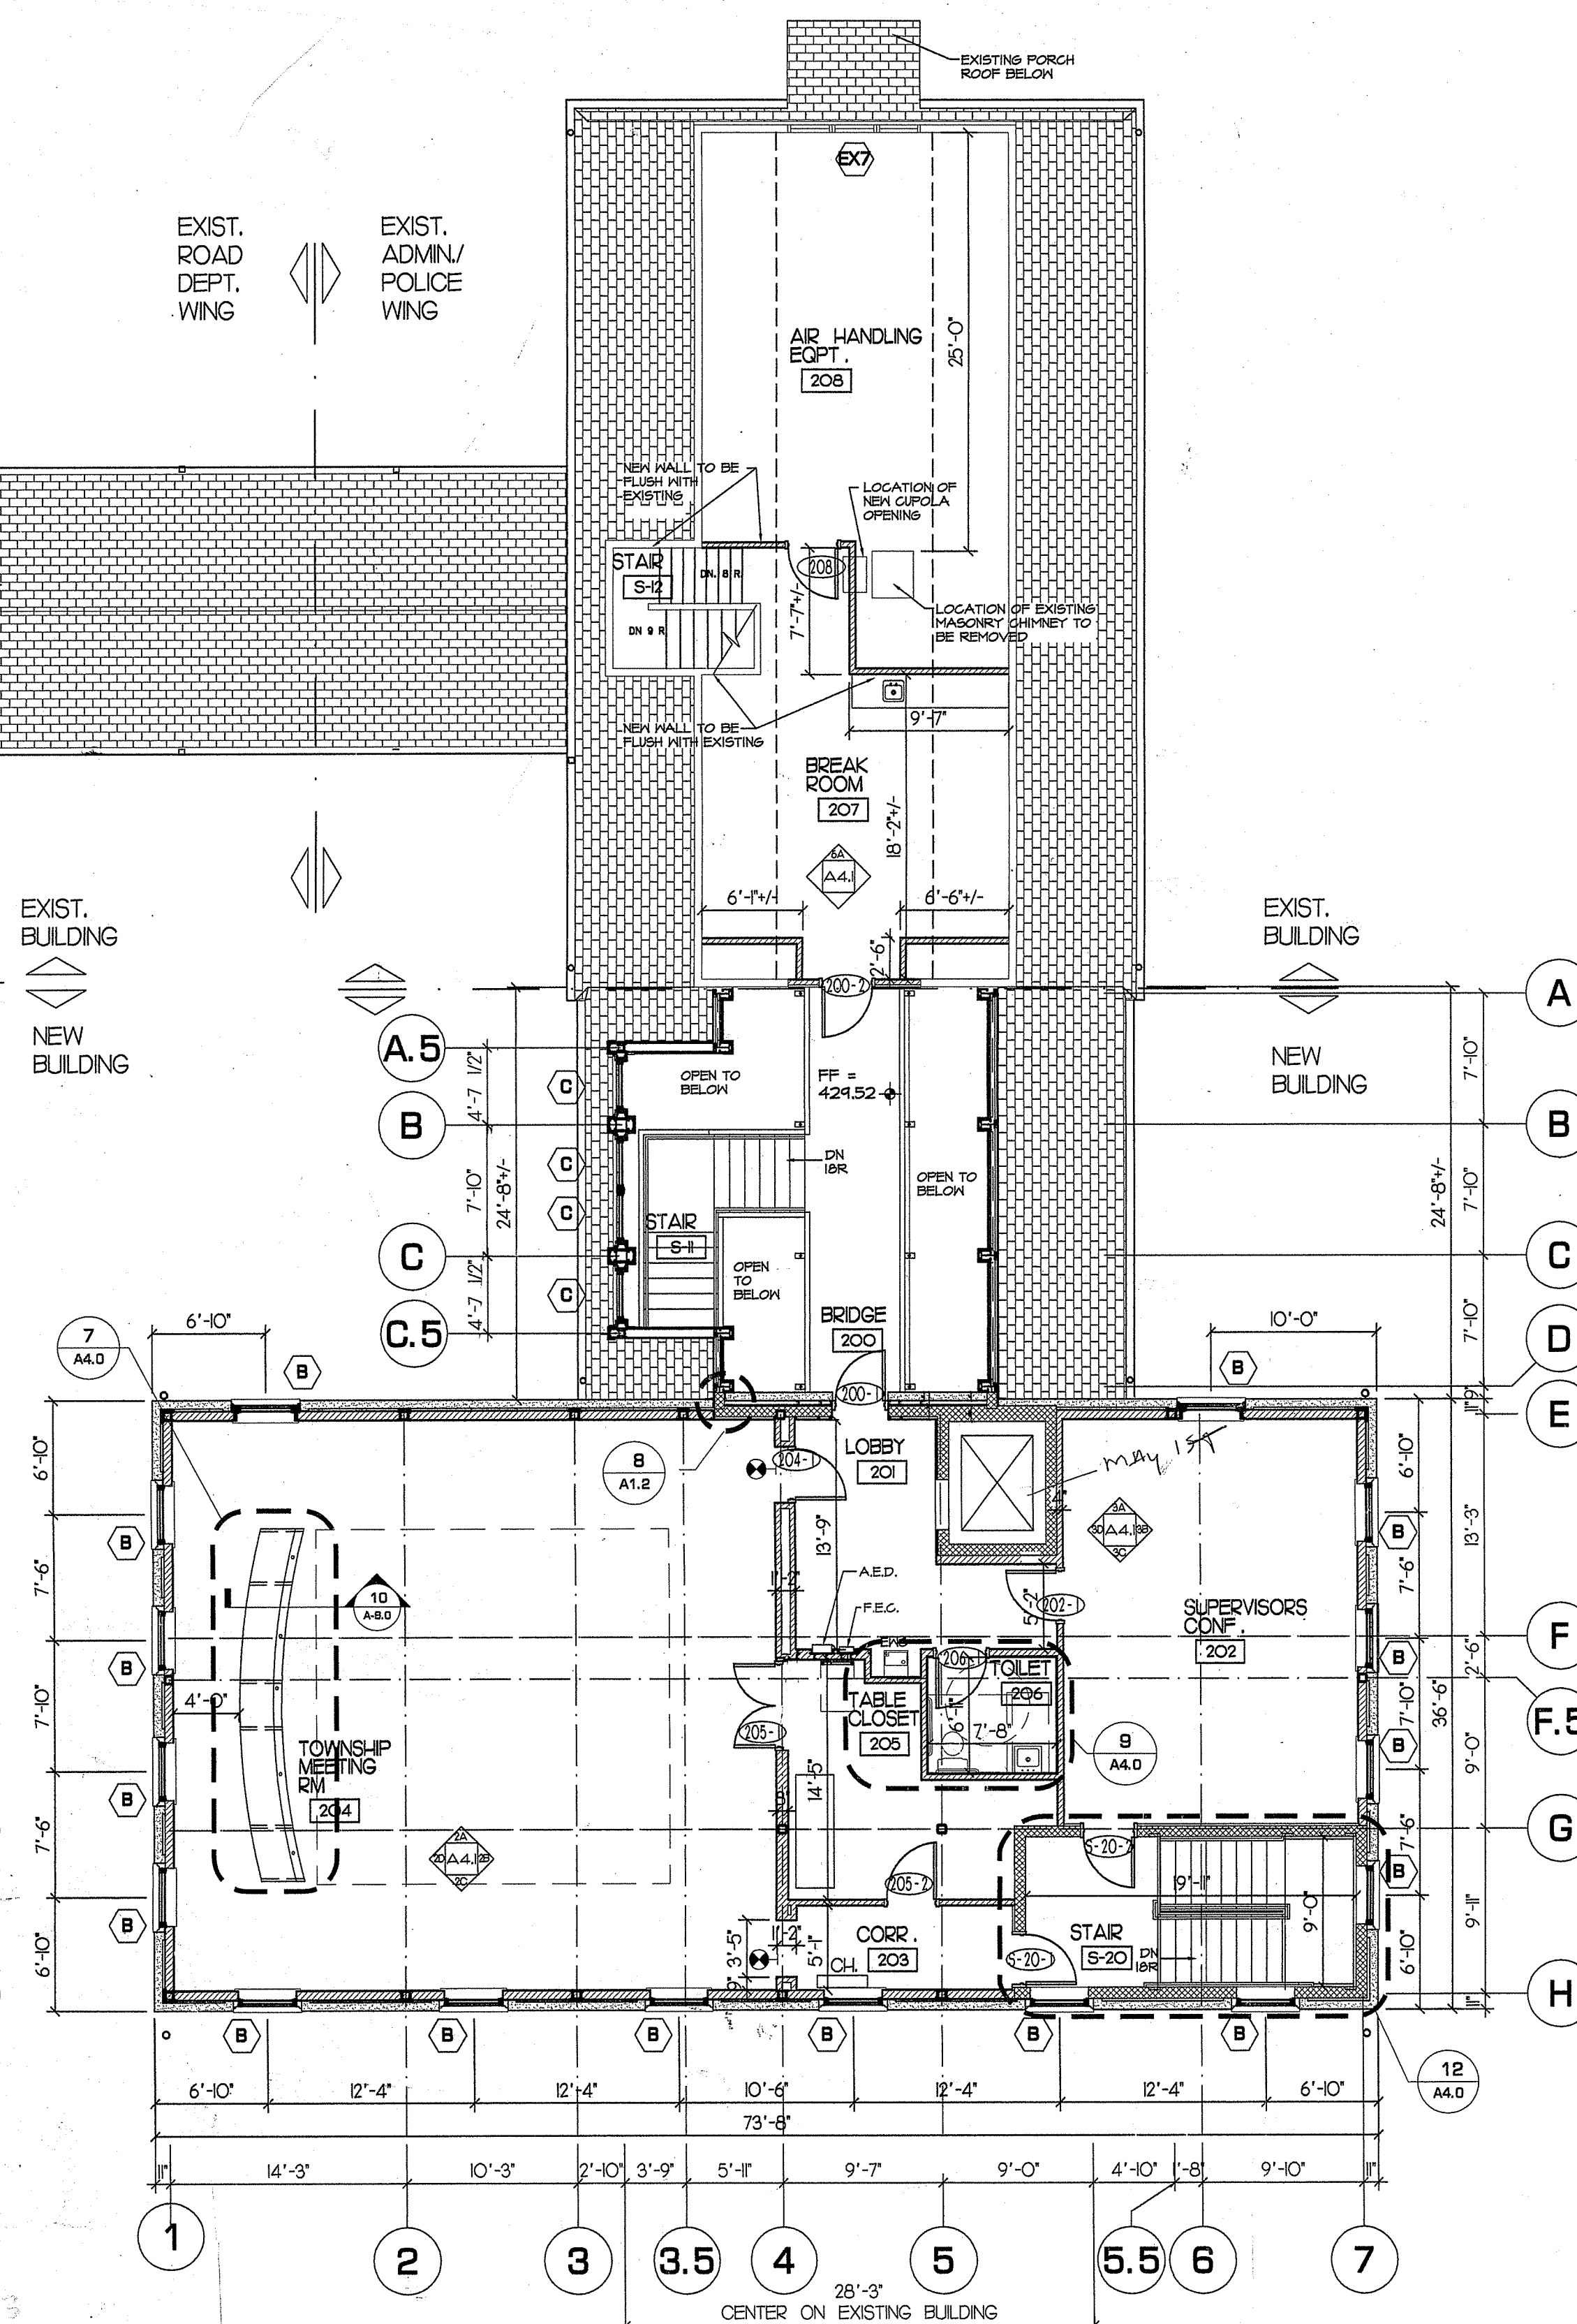 EXISTING PORCH
ROOF BELOW
EX7
EXIST.
ROAD
DEPT.
WING
EXIST.
ADMIN./
POLICE
WING
AIR HANDLING
EQPT.
208
25'-0"
NEW WALL TO BE
FLUSH WITH
EXISTING
LOCATION OF
NEW CUPOLA
OPENING
STAIR
S-12
DN. 8 R
208
DN 9 R
7'-7"+/-
LOCATION OF EXISTING
MASONRY CHIMNEY TO
BE REMOVED
9'-7"
NEW WALL TO BE
FLUSH WITH EXISTING
BREAK
ROOM
207
18'-2"+/-
6A
A4.1
6'-1"+/-
6'-6"+/-
2'-6"
EXIST.
BUILDING
NEW
BUILDING
EXIST.
BUILDING
NEW
BUILDING
200-2
A
A.5
B
C
C.5
4'-7 1/2"
7'-10"
4'-7 1/2"
24'-8"+/-
C
C
C
C
OPEN TO
BELOW
FF =
429.52
DN
18R
OPEN TO
BELOW
STAIR
S-11
OPEN
TO
BELOW
BRIDGE
200
200-1
7'-10"
7'-10"
7'-10"
24'-8"+/-
B
C
D
E
9"
11"
7
A4.0
6'-10"
B
10'-0"
B
8
A1.2
204-1
LOBBY
201
MAY 1ST
4"
3A
3D
A4.1
3B
3C
13'-9"
1'-2"
A.E.D.
F.E.C.
EWC
5'-2"
202-1
SUPERVISORS
CONF.
202
6'-10"
7'-6"
7'-10"
7'-6"
6'-10"
B
B
B
B
10
A-8.0
4'-0"
TOWNSHIP
MEETING
RM
204
2A
2D
A4.1
2B
2C
205-1
TABLE
CLOSET
205
206
TOILET
206
6'-11"
7'-8"
9
A4.0
14'-5"
8"
205-2
1'-2"
3'-5"
9"
5'-1"
CORR.
203
CH.
S-20-2
19'-11"
9'-0"
STAIR
S-20
DN
18R
S-20-1
B
B
B
B
6'-10"
7'-6"
7'-10"
7'-6"
6'-10"
36'-6"
13'-3"
2'-6"
9'-0"
9'-11"
11"
F
F.5
G
H
B
B
B
B
B
B
12
A4.0
6'-10"
12'-4"
12'-4"
10'-6"
12'-4"
12'-4"
6'-10"
73'-8"
11"
14'-3"
10'-3"
2'-10"
3'-9"
5'-11"
9'-7"
9'-0"
4'-10"
1'-8"
9'-10"
11"
1
2
3
3.5
4
5
5.5
6
7
28'-3"
CENTER ON EXISTING BUILDING